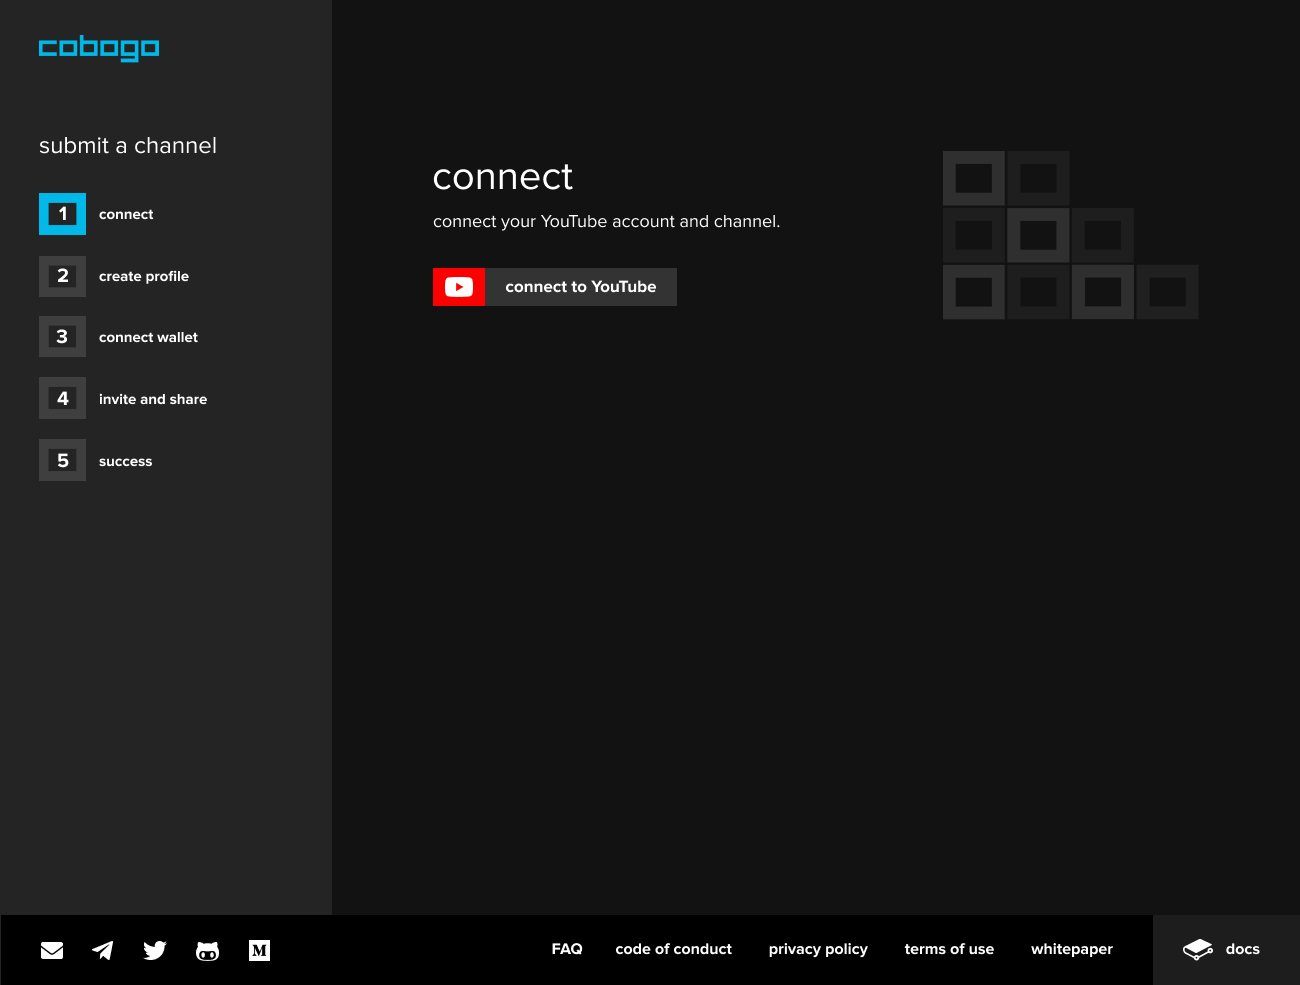 cobogo
submit a channel
1 connect
2 create profile
3 connect wallet
4 invite and share
5 success
connect
connect your YouTube account and channel.
connect to YouTube
M
FAQ code of conduct privacy policy terms of use whitepaper docs